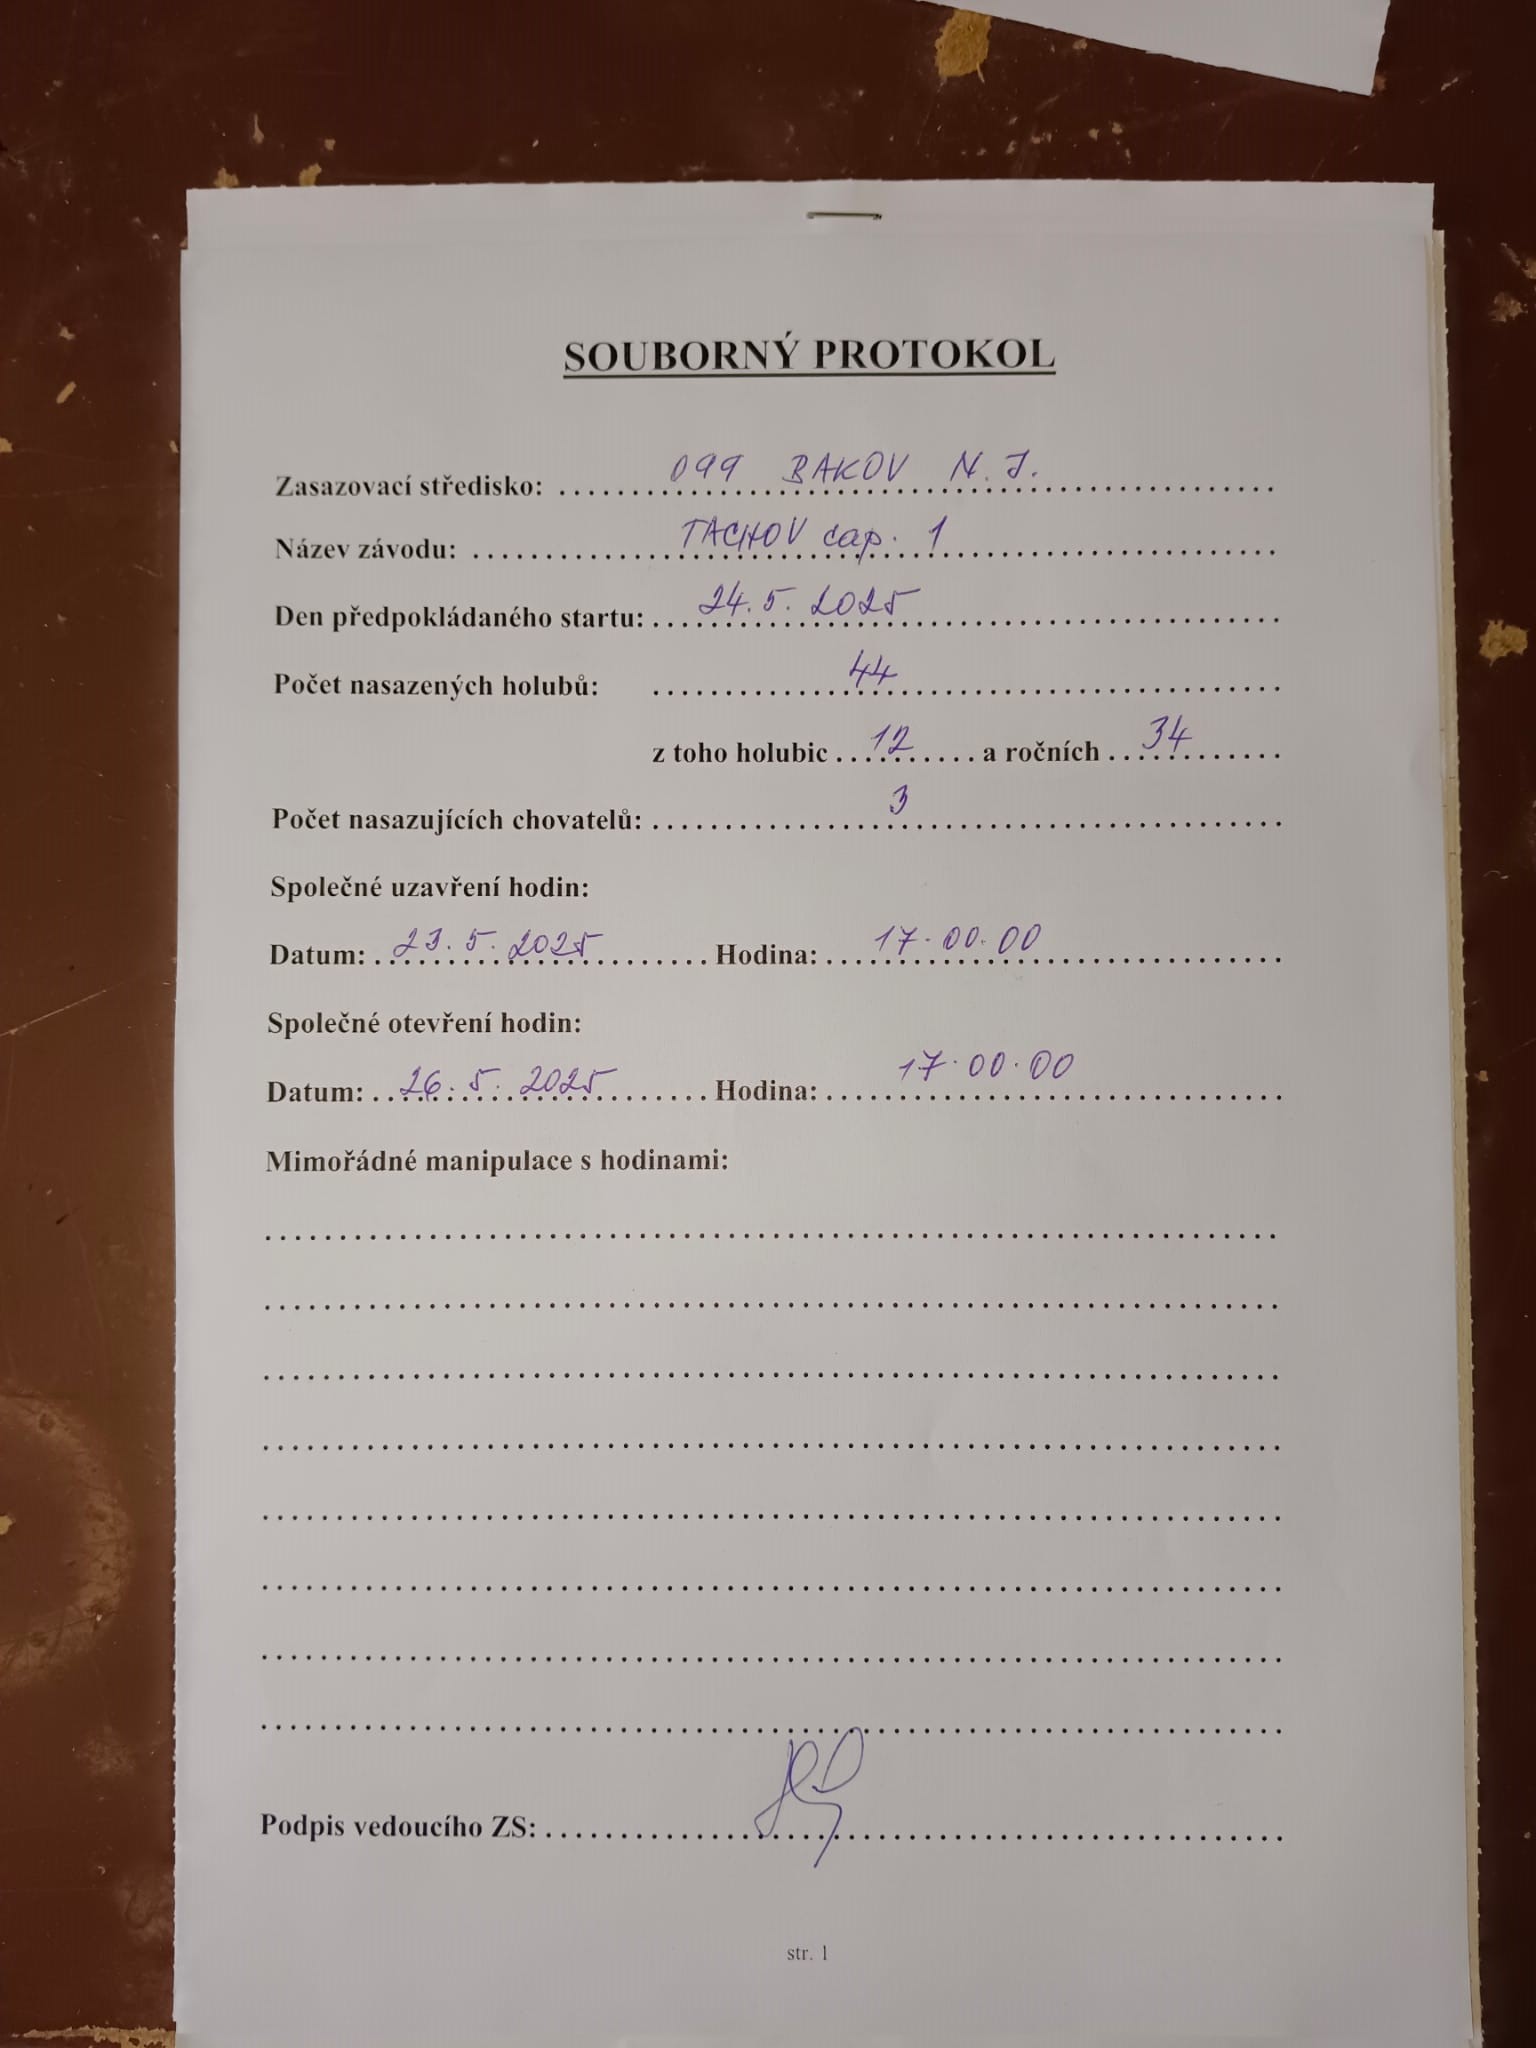 SOUBORNÝ PROTOKOL
Zasazovací středisko: 099 BAKOV N. J.
Název závodu: TACHOV čap. 1
Den předpokládaného startu: 24. 5. 2025
Počet nasazených holubů: 44
z toho holubic 12 a ročních 34
Počet nasazujících chovatelů: 3
Společné uzavření hodin:
Datum: 23. 5. 2025 Hodina: 17.00.00
Společné otevření hodin:
Datum: 26. 5. 2025 Hodina: 17.00.00
Mimořádné manipulace s hodinami:
Podpis vedoucího ZS:
str. 1